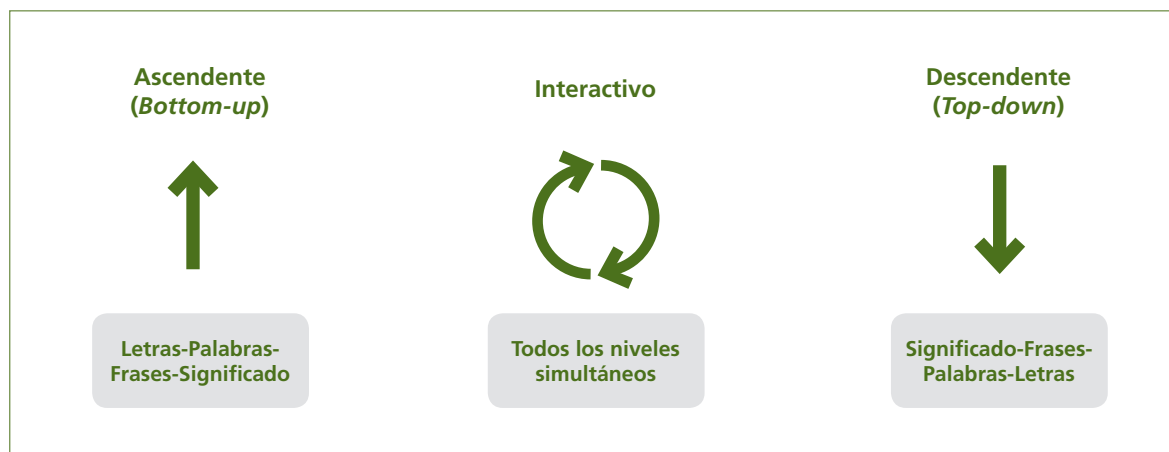 Ascendente
(Bottom-up)
Letras-Palabras-
Frases-Significado
Interactivo
Todos los niveles
simultáneos
Descendente
(Top-down)
Significado-Frases-
Palabras-Letras